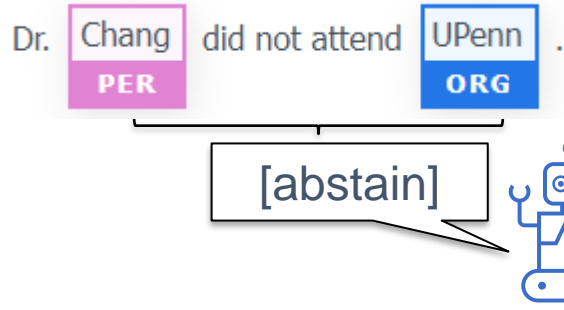 Dr. Chang did not attend UPenn .
PER ORG
[abstain]